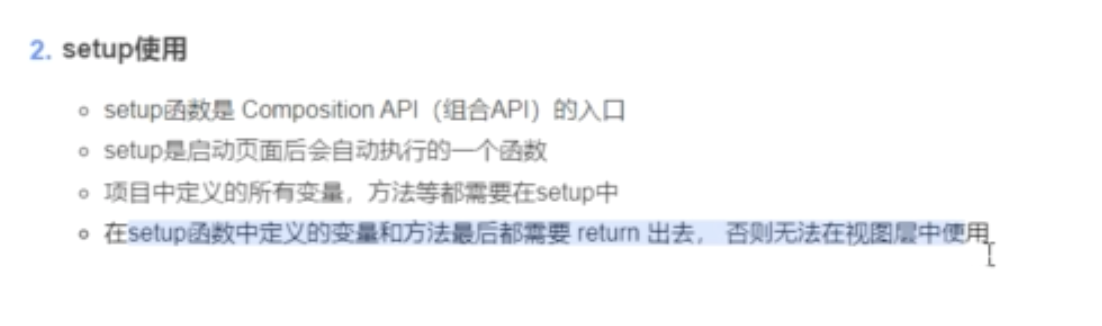 2. setup使用
setup函数是 Composition API（组合API）的入口
setup是启动页面后会自动执行的一个函数
项目中定义的所有变量，方法等都需要在setup中
在setup函数中定义的变量和方法最后都需要 return 出去， 否则无法在视图层中使用